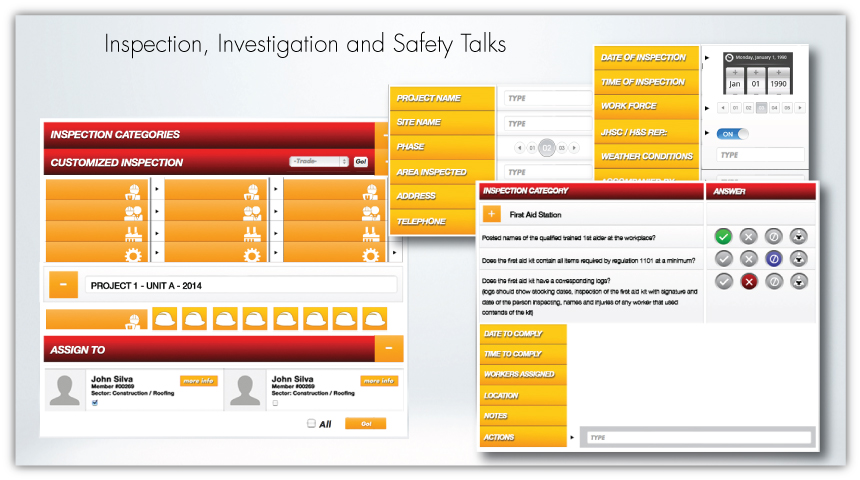 Inspection, Investigation and Safety Talks
INSPECTION CATEGORIES
CUSTOMIZED INSPECTION
-Trade-
Go!
PROJECT 1 - UNIT A - 2014
ASSIGN TO
John Silva
more info
Member #00269
Sector: Construction / Roofing
John Silva
more info
Member #00269
Sector: Construction / Roofing
All
Go!
PROJECT NAME
TYPE
SITE NAME
TYPE
PHASE
01 02 03
AREA INSPECTED
TYPE
ADDRESS
TELEPHONE
DATE OF INSPECTION
Monday, January 1, 1990
Jan 01 1990
TIME OF INSPECTION
WORK FORCE
01 02 03 04 05
JHSC / H&S REP:
ON
WEATHER CONDITIONS
TYPE
ACCOMPANIED BY
INSPECTION CATEGORY
ANSWER
+ First Aid Station
Posted names of the qualified trained 1st aider at the workplace?
Does the first aid kit contain all items required by regulation 1101 at a minimum?
Does the first aid kit have a corresponding logs?
(logs should show stocking dates, inspection of the first aid kit with signature and
date of the person inspecting, names and injuries of any worker that used
contends of the kit)
DATE TO COMPLY
TIME TO COMPLY
WORKERS ASSIGNED
LOCATION
NOTES
ACTIONS
TYPE